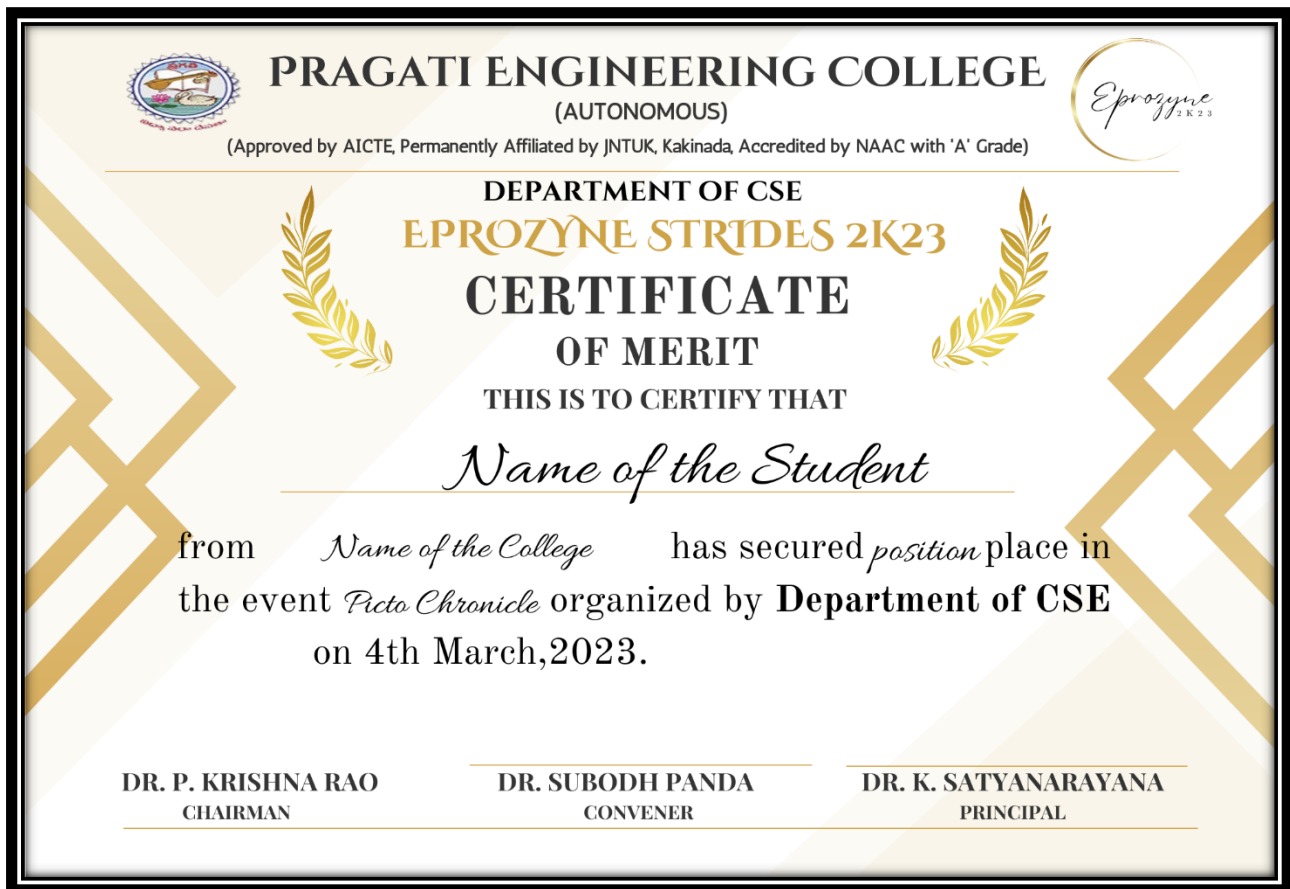 PRAGATI ENGINEERING COLLEGE
(AUTONOMOUS)
(Approved by AICTE, Permanently Affiliated by JNTUK, Kakinada, Accredited by NAAC with 'A' Grade)
Eprozyne
2K23
DEPARTMENT OF CSE
EPROZYNE STRIDES 2K23
CERTIFICATE
OF MERIT
THIS IS TO CERTIFY THAT
Name of the Student
from Name of the College has secured position place in
the event Picto Chronicle organized by Department of CSE
on 4th March,2023.
DR. P. KRISHNA RAO DR. SUBODH PANDA DR. K. SATYANARAYANA
CHAIRMAN CONVENER PRINCIPAL